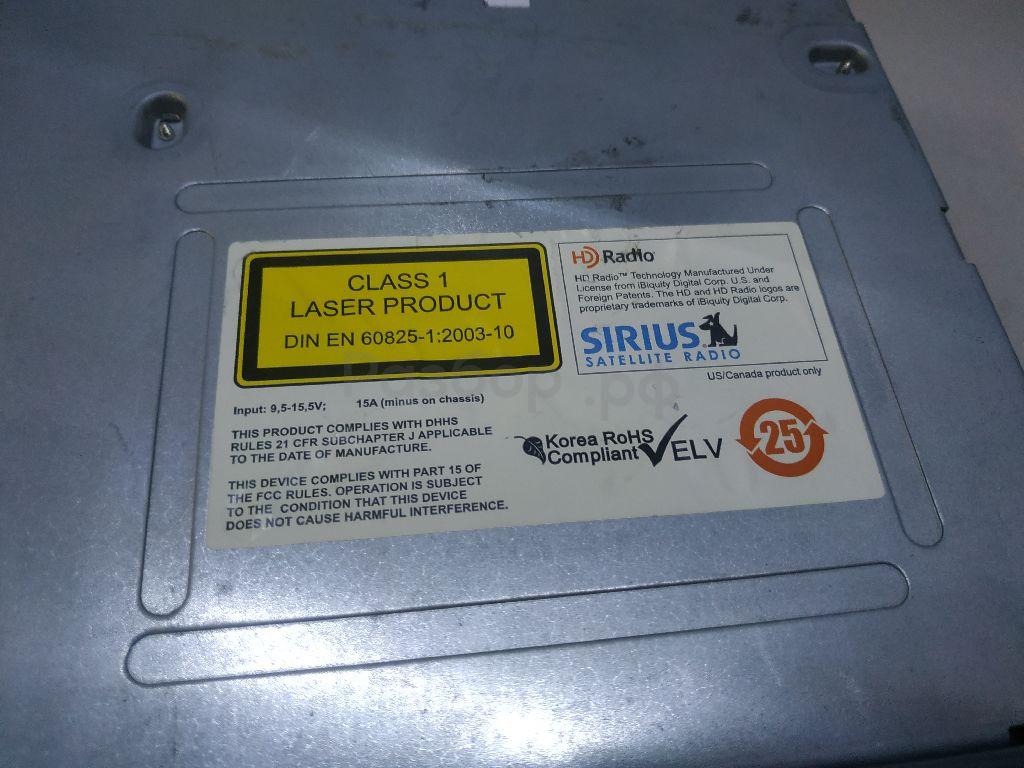 CLASS 1
LASER PRODUCT
DIN EN 60825-1:2003-10
HD Radio
HD Radio™ Technology Manufactured Under
License from iBiquity Digital Corp. U.S. and
Foreign Patents. The HD and HD Radio logos are
proprietary trademarks of iBiquity Digital Corp.
SIRIUS
SATELLITE RADIO
US/Canada product only
Input: 9,5-15,5V; 15A (minus on chassis)
THIS PRODUCT COMPLIES WITH DHHS
RULES 21 CFR SUBCHAPTER J APPLICABLE
TO THE DATE OF MANUFACTURE.
THIS DEVICE COMPLIES WITH PART 15 OF
THE FCC RULES. OPERATION IS SUBJECT
TO THE CONDITION THAT THIS DEVICE
DOES NOT CAUSE HARMFUL INTERFERENCE.
Korea RoHS
Compliant
ELV
25
Разбор.рф